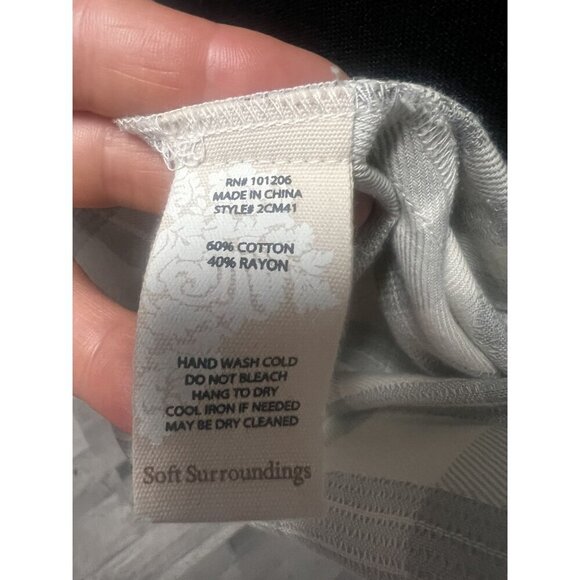 RN# 101206
MADE IN CHINA
STYLE# 2CM41
60% COTTON
40% RAYON
HAND WASH COLD
DO NOT BLEACH
HANG TO DRY
COOL IRON IF NEEDED
MAY BE DRY CLEANED
Soft Surroundings